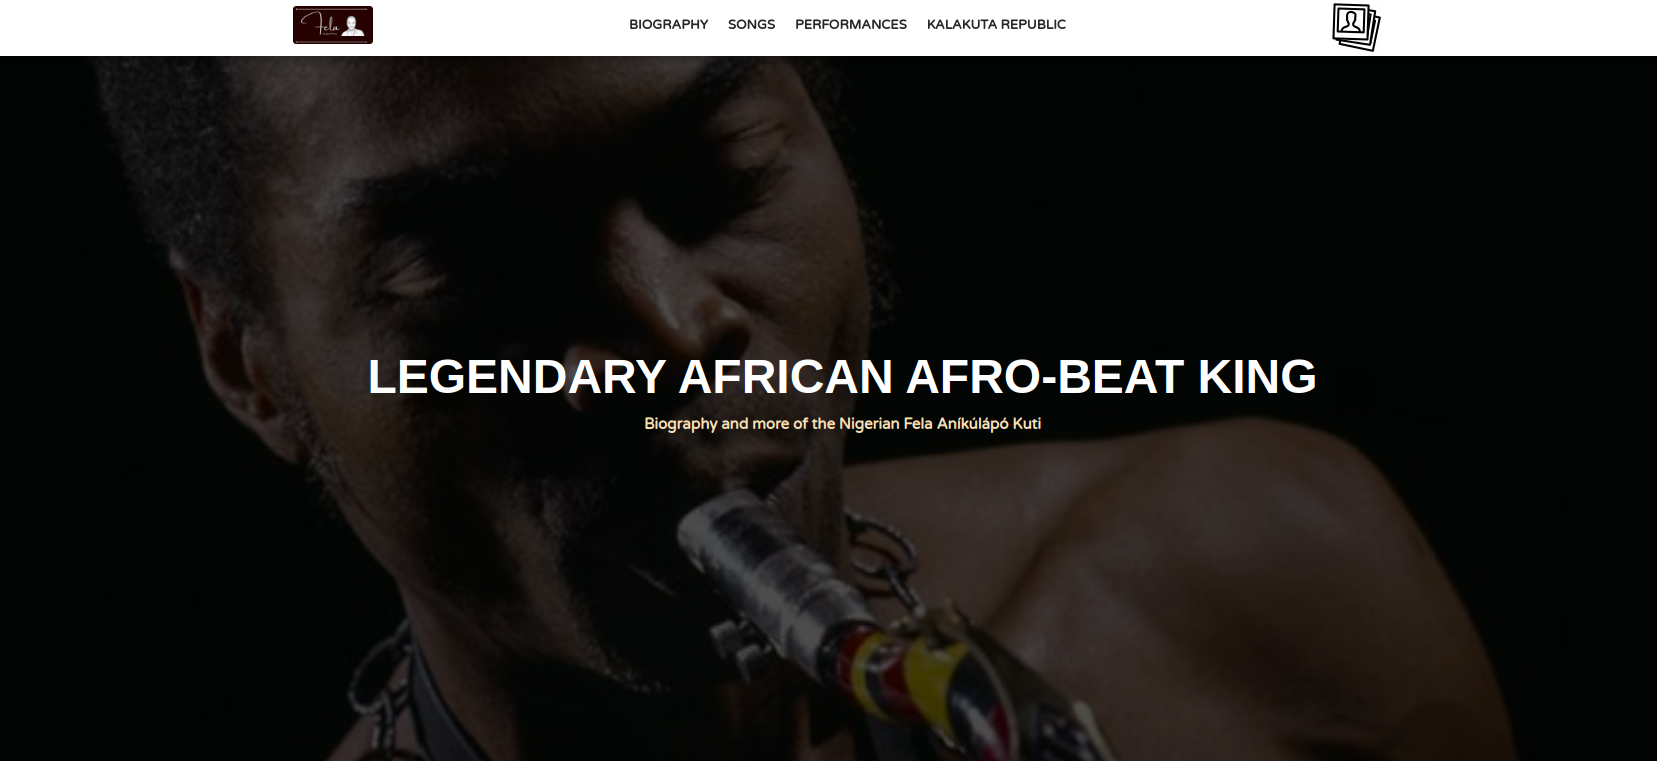 Fela
BIOGRAPHY SONGS PERFORMANCES KALAKUTA REPUBLIC
LEGENDARY AFRICAN AFRO-BEAT KING
Biography and more of the Nigerian Fela Aníkúlápó Kuti